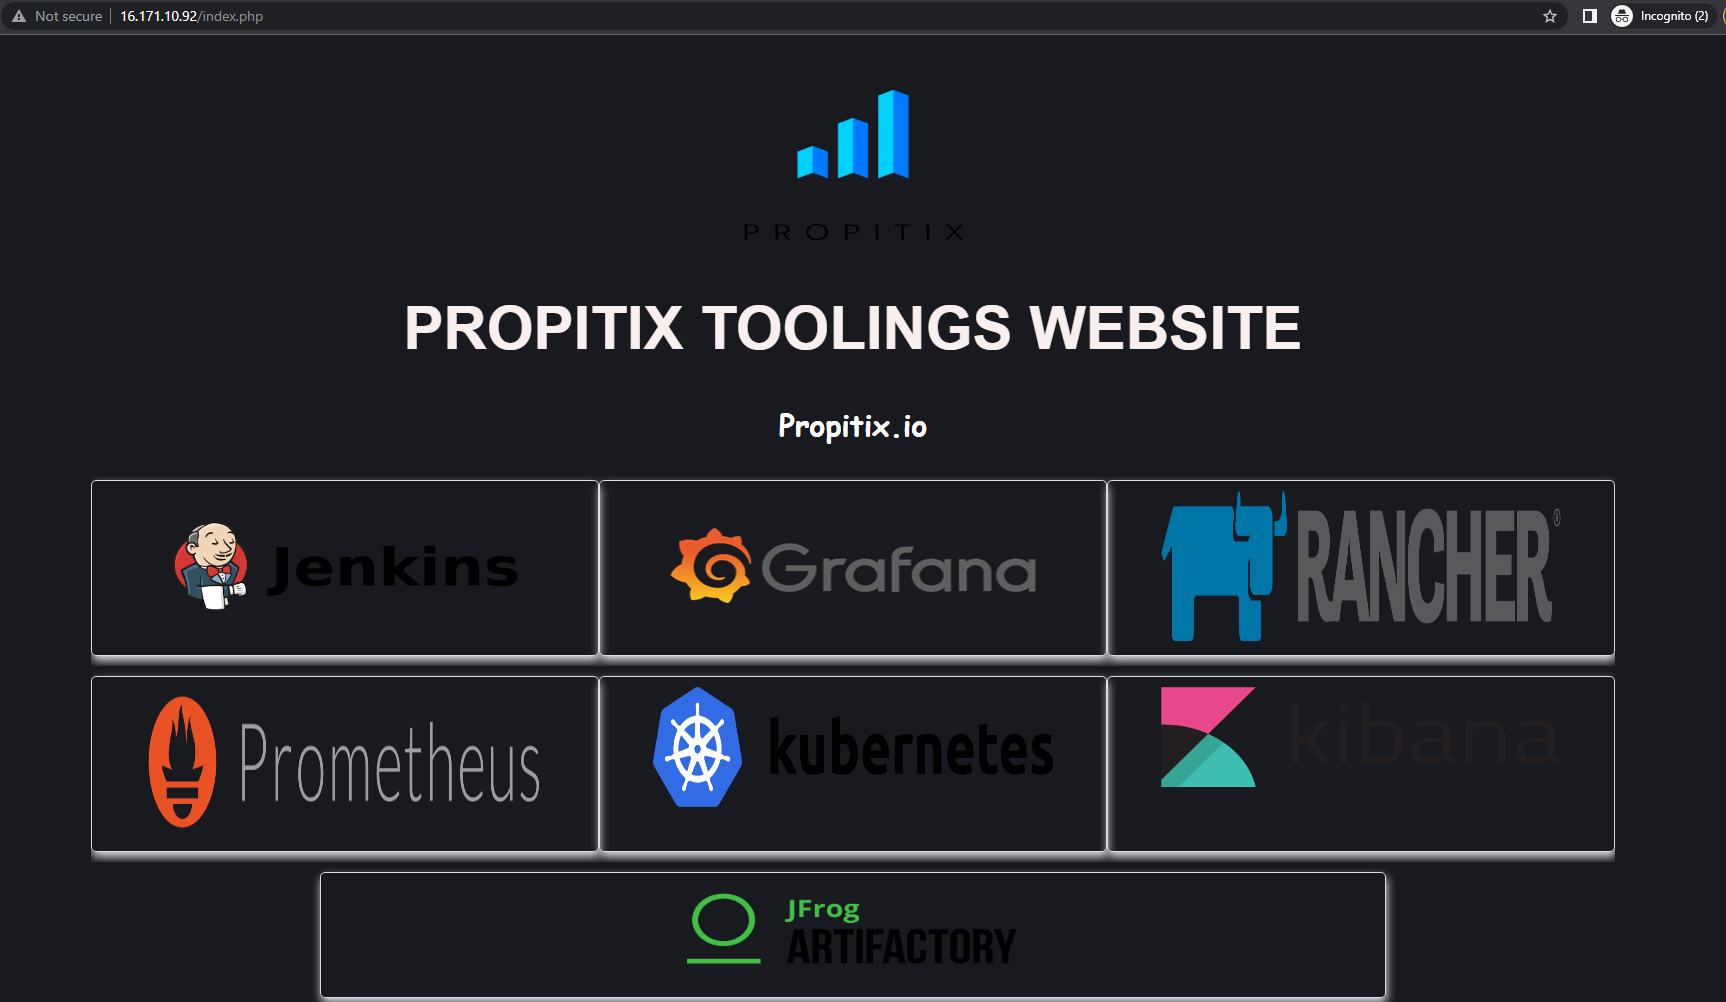 Not secure 16.171.10.92/index.php Incognito (2)
PROPITIX
PROPITIX TOOLINGS WEBSITE
Propitix.io
Jenkins Grafana RANCHER®
Prometheus kubernetes kibana
JFrog
ARTIFACTORY